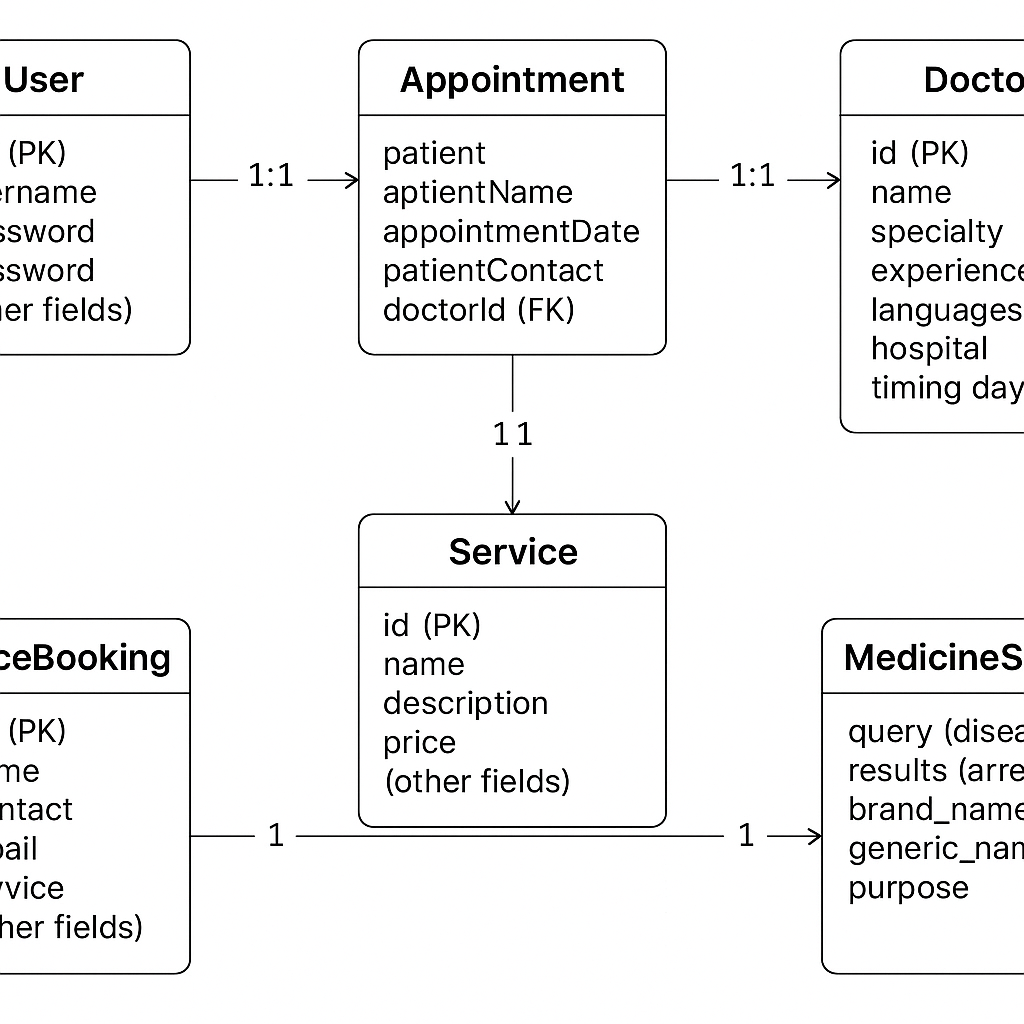 User
(PK)
ername
ssword
ssword
er fields)
1:1
Appointment
patient
aptientName
appointmentDate
patientContact
doctorId (FK)
1:1
Docto
id (PK)
name
specialty
experience
languages
hospital
timing day
1 1
Service
id (PK)
name
description
price
(other fields)
ceBooking
(PK)
me
ntact
ail
vice
her fields)
1
1
MedicineS
query (disea
results (arre
brand_name
generic_nam
purpose